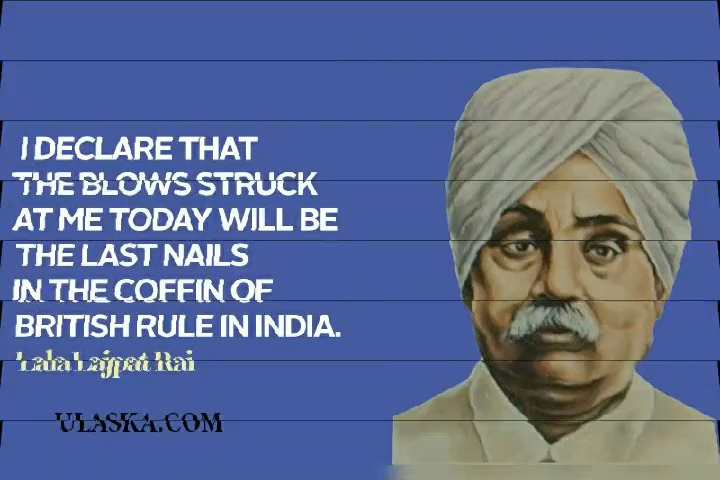 I DECLARE THAT
THE BLOWS STRUCK
AT ME TODAY WILL BE
THE LAST NAILS
IN THE COFFIN OF
BRITISH RULE IN INDIA.
Lala Lajpat Rai
ULASKA.COM